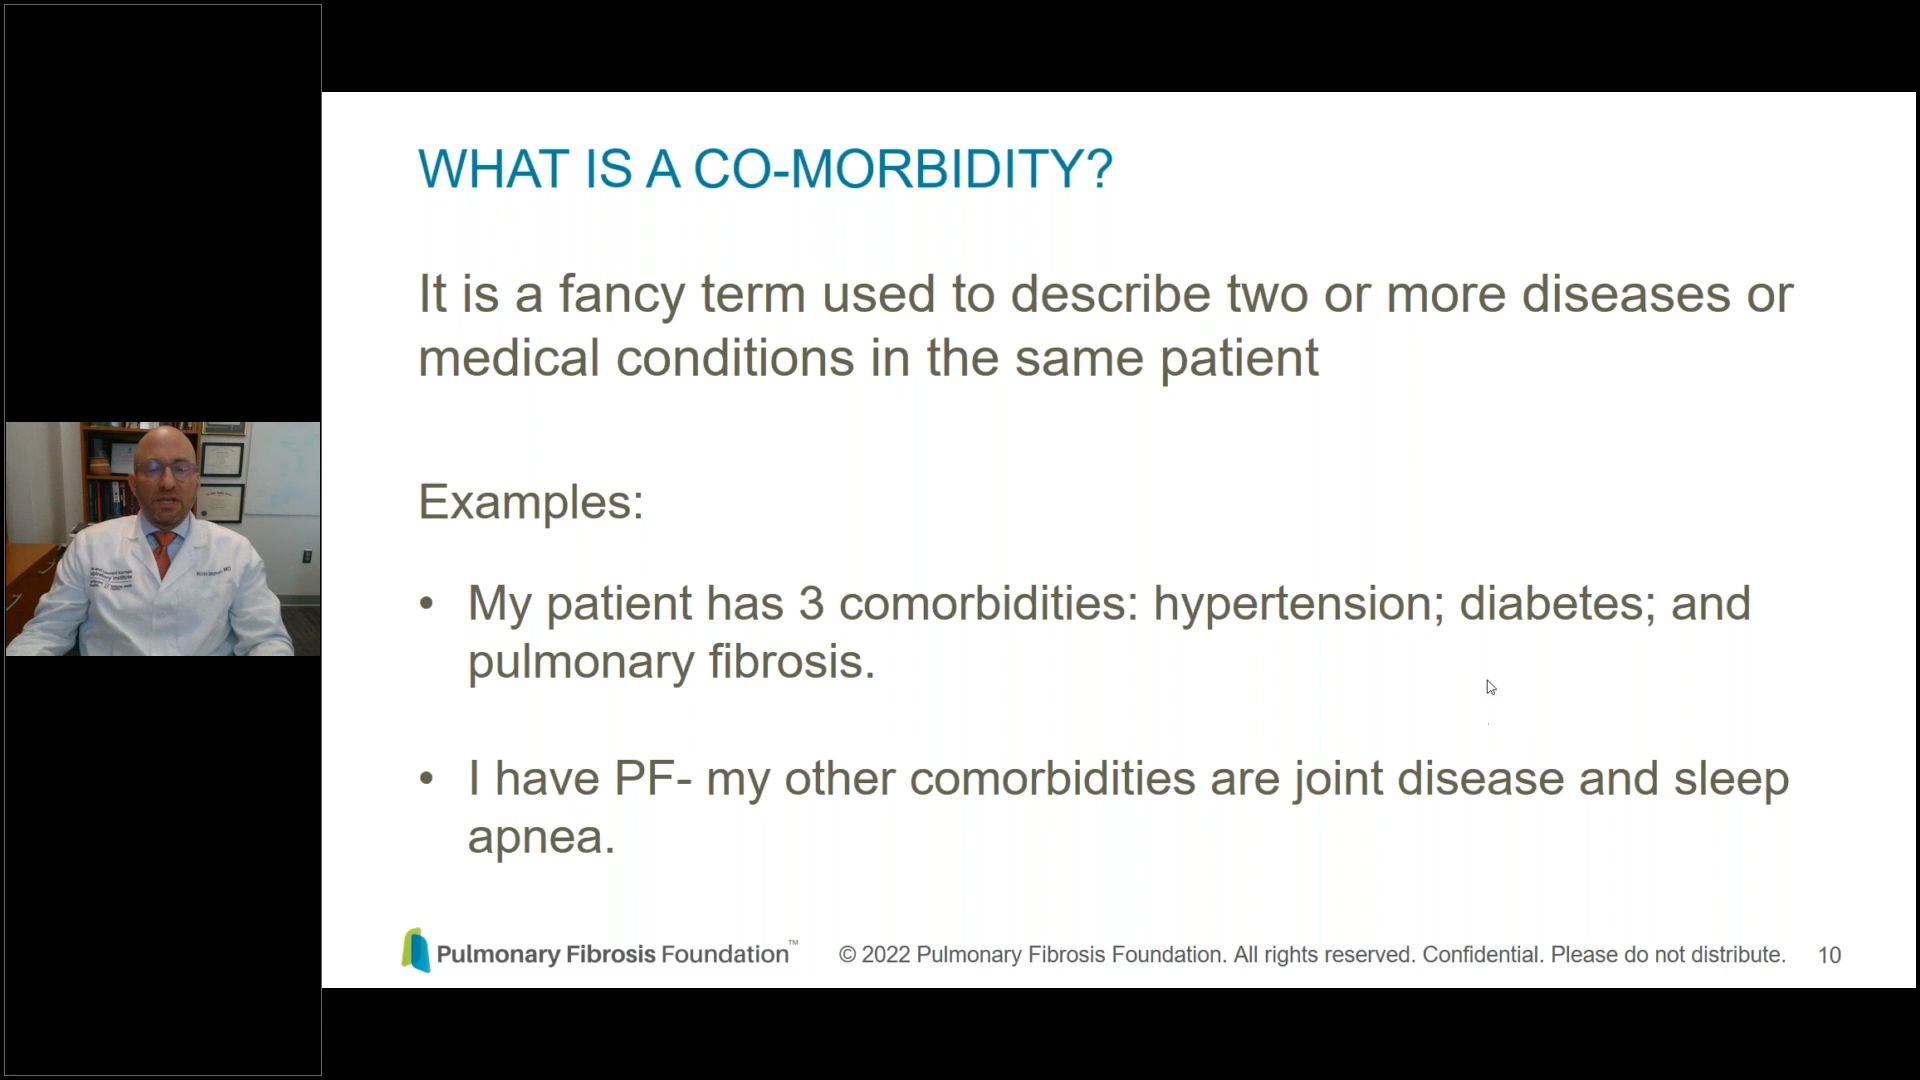 WHAT IS A CO-MORBIDITY?
It is a fancy term used to describe two or more diseases or
medical conditions in the same patient
Examples:
• My patient has 3 comorbidities: hypertension; diabetes; and
pulmonary fibrosis.
• I have PF- my other comorbidities are joint disease and sleep
apnea.
Pulmonary Fibrosis Foundation™
© 2022 Pulmonary Fibrosis Foundation. All rights reserved. Confidential. Please do not distribute. 10